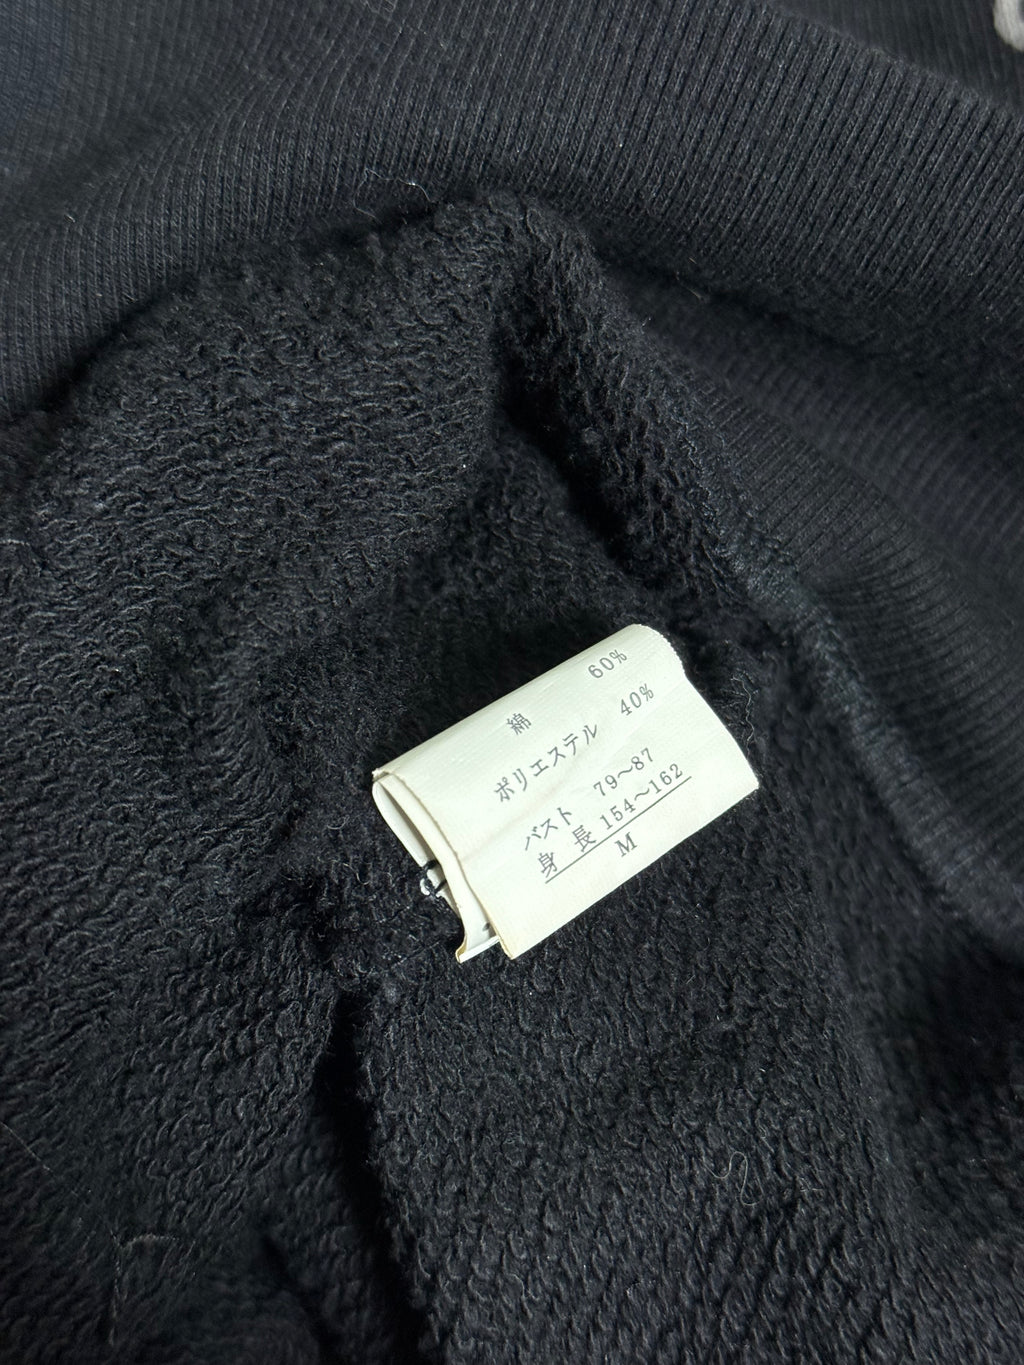 綿 60%
ポリエステル 40%
バスト 79〜87
身長 154〜162
M